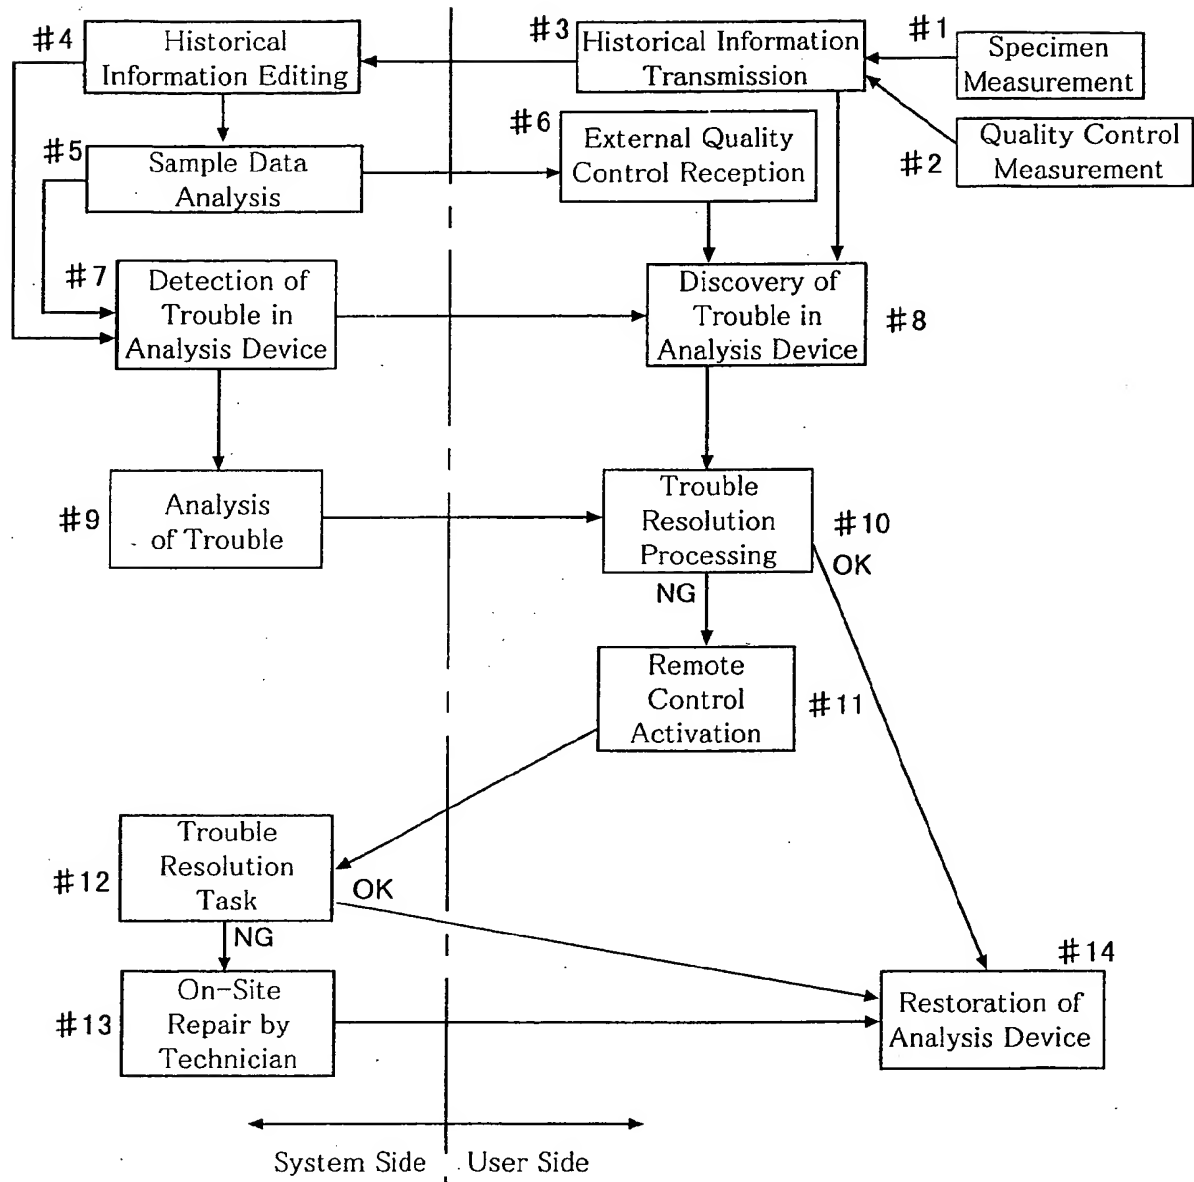 #4
Historical
Information Editing
#3
Historical Information
Transmission
#1
Specimen
Measurement
#2
Quality Control
Measurement
#5
Sample Data
Analysis
#6
External Quality
Control Reception
#7
Detection of
Trouble in
Analysis Device
Discovery of
Trouble in
Analysis Device
#8
#9
Analysis
of Trouble
Trouble
Resolution
Processing
#10
OK
NG
Remote
Control
Activation
#11
#12
Trouble
Resolution
Task
OK
NG
#13
On-Site
Repair by
Technician
#14
Restoration of
Analysis Device
System Side
User Side